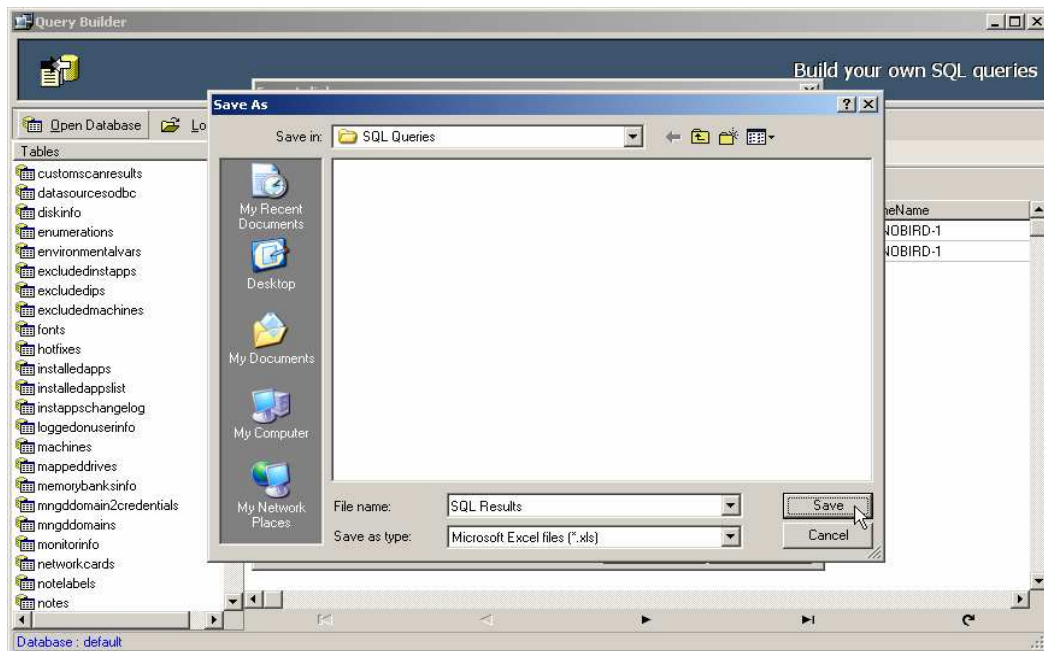 Query Builder
Build your own SQL queries
Save As
Open Database
Lo
Save in:
SQL Queries
Tables
customscanresults
datasourcesodbc
diskinfo
enumerations
environmentalvars
excludedinstapps
excludedips
excludedmachines
fonts
hotfixes
installedapps
installedappslist
instappschangelog
loggedonuserinfo
machines
mappeddrives
memorybanksinfo
mngddomain2credentials
mngddomains
monitorinfo
networkcards
notelabels
notes
My Recent
Documents
Desktop
My Documents
My Computer
My Network
Places
neName
NOBIRD-1
NOBIRD-1
File name:
SQL Results
Save
Save as type:
Microsoft Excel files (*.xls)
Cancel
Database : default